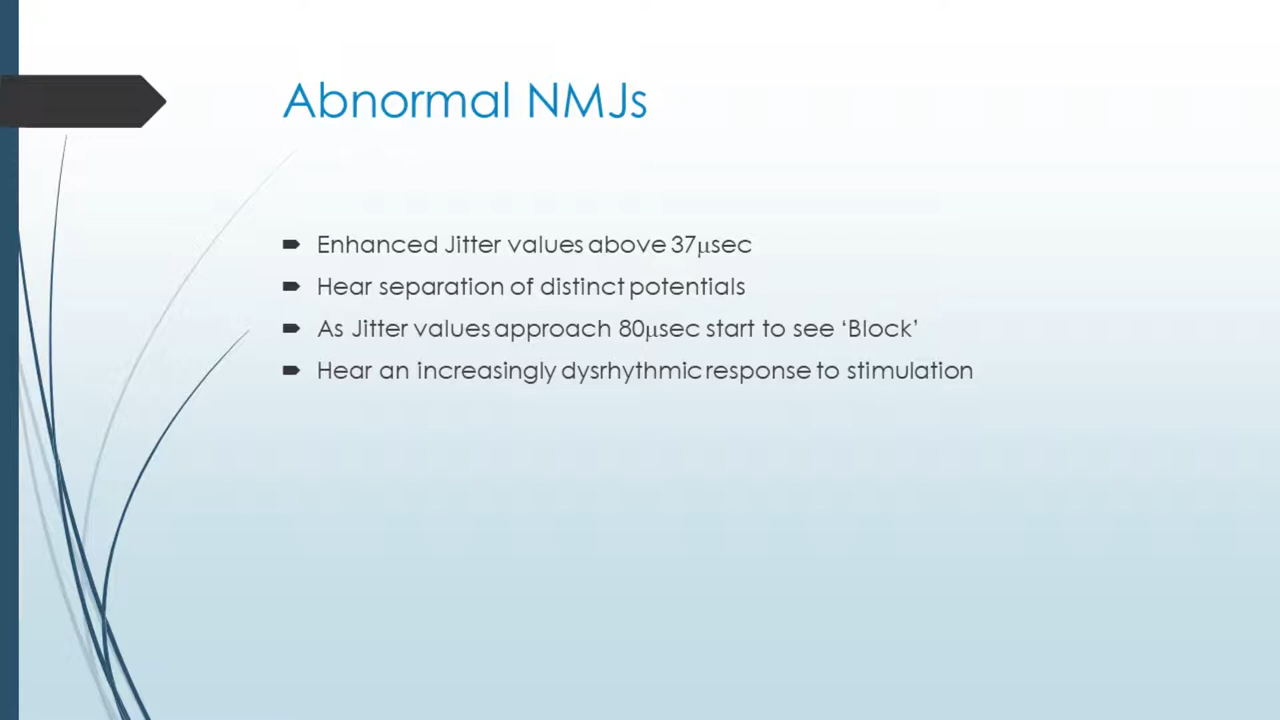 Abnormal NMJs
Enhanced Jitter values above 37μsec
Hear separation of distinct potentials
As Jitter values approach 80μsec start to see ‘Block’
Hear an increasingly dysrhythmic response to stimulation